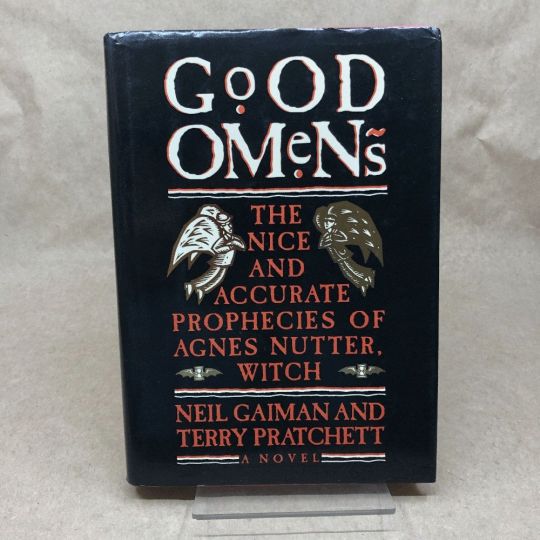 GOOD
OMENS
THE
NICE
AND
ACCURATE
PROPHECIES OF
AGNES NUTTER,
WITCH
NEIL GAIMAN AND
TERRY PRATCHETT
A NOVEL